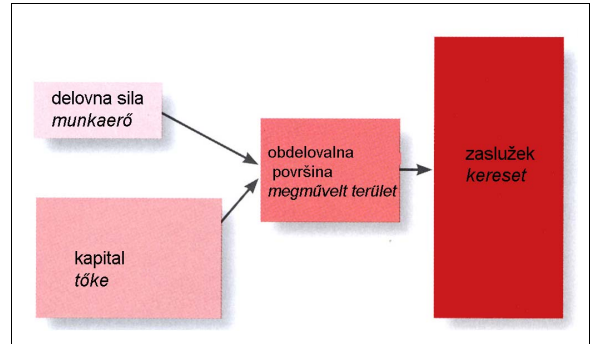 delovna sila
munkaerő
kapital
tőke
obdelovalna
površina
megművelt terület
zaslužek
kereset